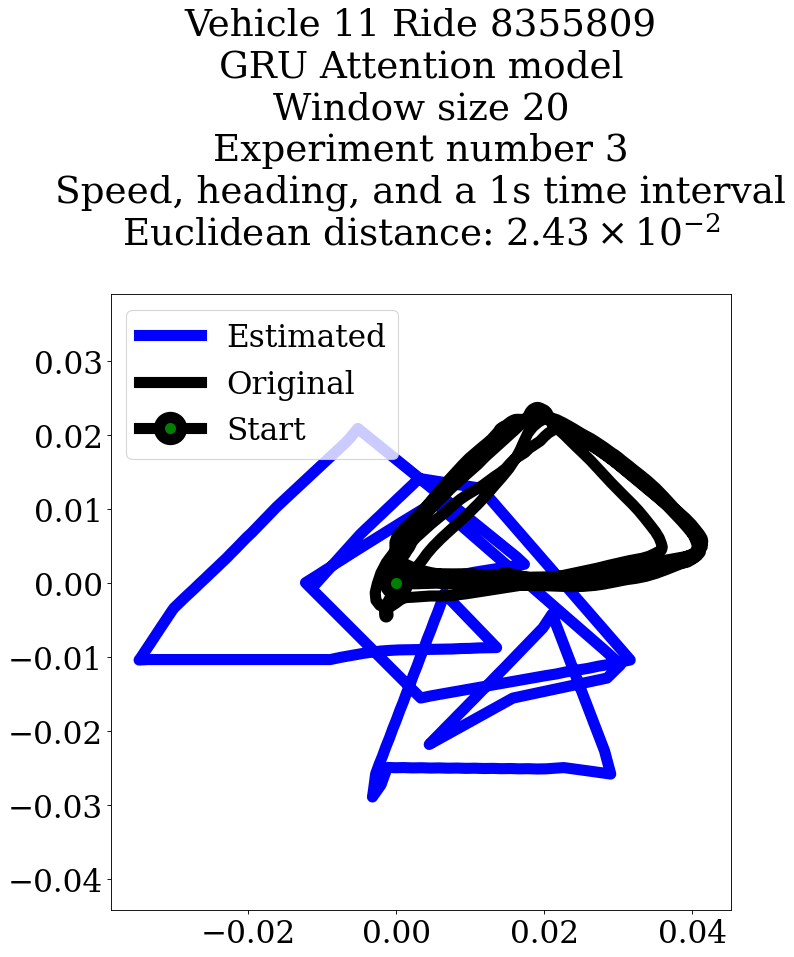 Vehicle 11 Ride 8355809
GRU Attention model
Window size 20
Experiment number 3
Speed, heading, and a 1s time interval
Euclidean distance: 2.43 × 10⁻²
Estimated
Original
Start
0.03
0.02
0.01
0.00
−0.01
−0.02
−0.03
−0.04
−0.02 0.00 0.02 0.04